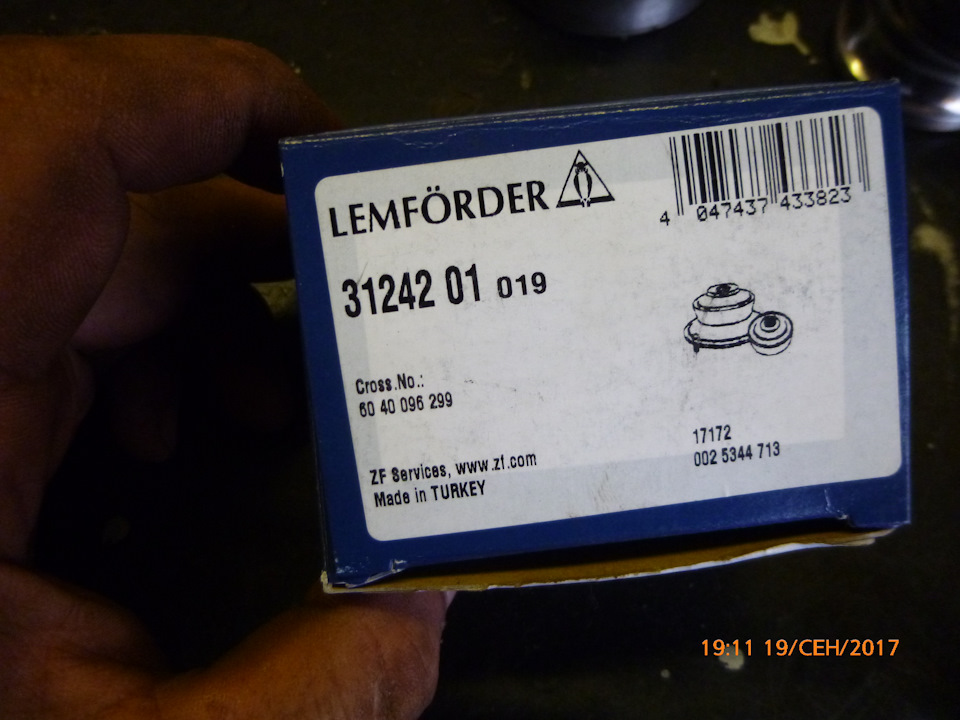 LEMFÖRDER
4 047437 433823
31242 01 019
Cross.No.:
60 40 096 299
17172
002 5344 713
ZF Services, www.zf.com
Made in TURKEY
19:11 19/СЕН/2017